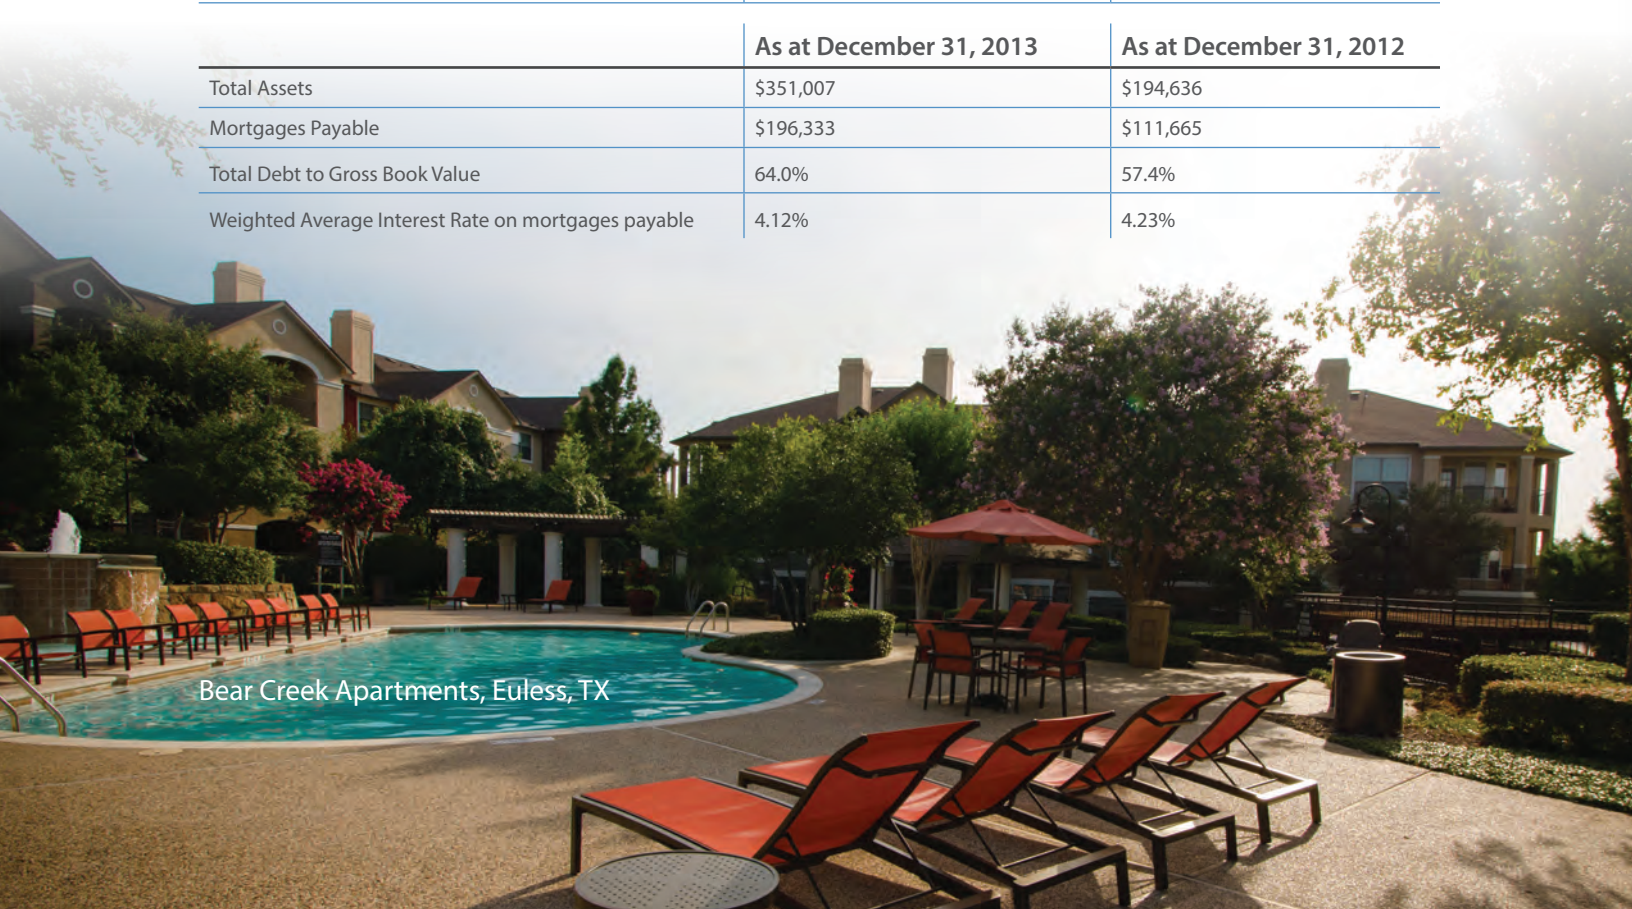 As at December 31, 2013 As at December 31, 2012
Total Assets $351,007 $194,636
Mortgages Payable $196,333 $111,665
Total Debt to Gross Book Value 64.0% 57.4%
Weighted Average Interest Rate on mortgages payable 4.12% 4.23%
Bear Creek Apartments, Euless, TX